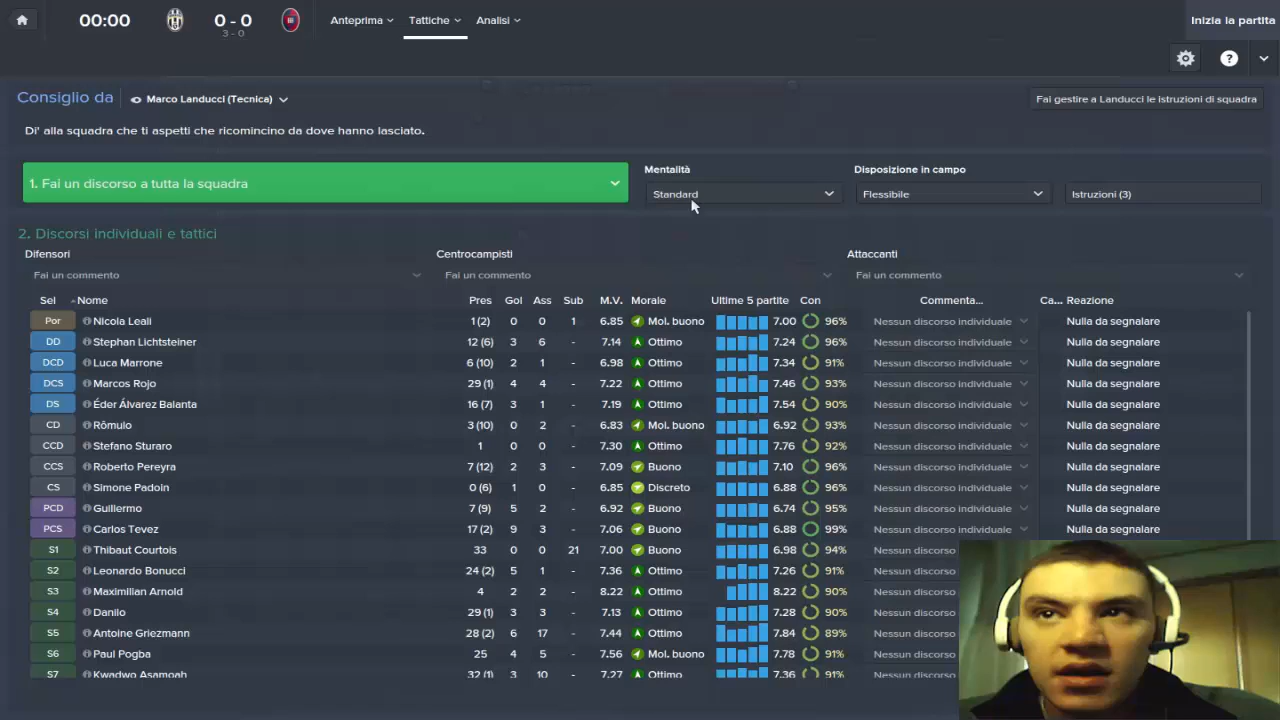 00:00 0 - 0 Anteprima Tattiche Analisi Inizia la partita
3 - 0
Consiglio da Marco Landucci (Tecnica) Fai gestire a Landucci le istruzioni di squadra
Di' alla squadra che ti aspetti che ricomincino da dove hanno lasciato.
Mentalità Disposizione in campo
1. Fai un discorso a tutta la squadra Standard Flessibile Istruzioni (3)
2. Discorsi individuali e tattici
Difensori Centrocampisti Attaccanti
Fai un commento Fai un commento Fai un commento
Sel Nome Pres Gol Ass Sub M.V. Morale Ultime 5 partite Con Commenta... Ca... Reazione
Por Nicola Leali 1(2) 0 0 1 6.85 Mol. buono 7.00 96% Nessun discorso individuale Nulla da segnalare
DD Stephan Lichtsteiner 12 (6) 3 6 - 7.14 Ottimo 7.24 96% Nessun discorso individuale Nulla da segnalare
DCD Luca Marrone 6 (10) 2 1 - 6.98 Ottimo 7.34 91% Nessun discorso individuale Nulla da segnalare
DCS Marcos Rojo 29 (1) 4 4 - 7.22 Ottimo 7.46 93% Nessun discorso individuale Nulla da segnalare
DS Éder Álvarez Balanta 16 (7) 3 1 - 7.19 Ottimo 7.54 90% Nessun discorso individuale Nulla da segnalare
CD Rômulo 3 (10) 0 2 - 6.83 Mol. buono 6.92 93% Nessun discorso individuale Nulla da segnalare
CCD Stefano Sturaro 1 0 0 - 7.30 Ottimo 7.76 92% Nessun discorso individuale Nulla da segnalare
CCS Roberto Pereyra 7 (12) 2 3 - 7.09 Buono 7.10 96% Nessun discorso individuale Nulla da segnalare
CS Simone Padoin 0 (6) 1 0 - 6.85 Discreto 6.88 96% Nessun discorso individuale Nulla da segnalare
PCD Guillermo 7 (9) 5 2 - 6.92 Buono 6.74 95% Nessun discorso individuale Nulla da segnalare
PCS Carlos Tevez 17 (2) 9 3 - 7.06 Buono 6.88 99% Nessun discorso individuale Nulla da segnalare
S1 Thibaut Courtois 33 0 0 21 7.00 Buono 6.98 94% Nessun discorso
S2 Leonardo Bonucci 24 (2) 5 1 - 7.36 Ottimo 7.26 91% Nessun discorso
S3 Maximilian Arnold 4 2 2 - 8.22 Ottimo 8.22 90% Nessun discorso
S4 Danilo 29 (1) 3 3 - 7.13 Ottimo 7.28 90% Nessun discorso
S5 Antoine Griezmann 28 (2) 6 17 - 7.44 Ottimo 7.84 89% Nessun discorso
S6 Paul Pogba 25 4 5 - 7.56 Mol. buono 7.78 91% Nessun discorso
S7 Kwadwo Asamoah 32 (1) 3 10 - 7.27 Ottimo 7.36 91% Nessun discorso